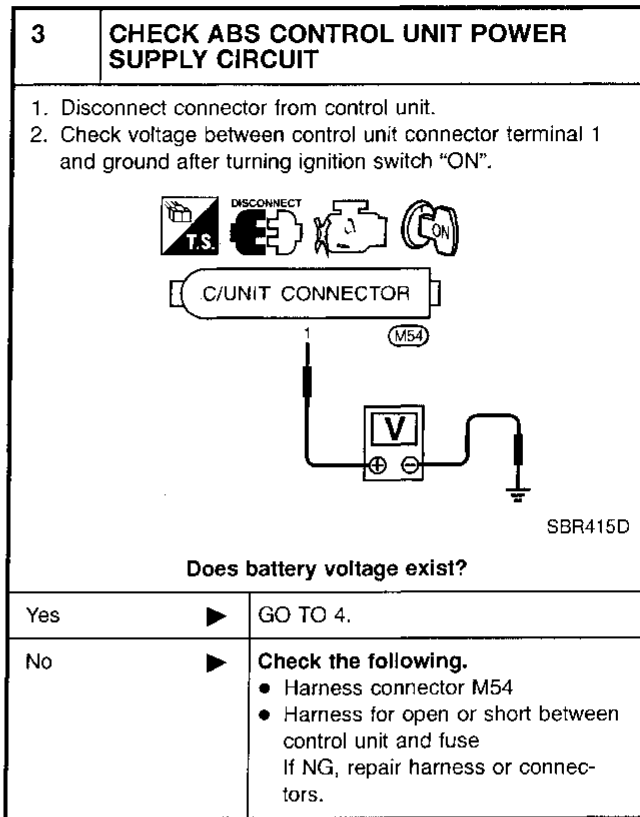 3 CHECK ABS CONTROL UNIT POWER
SUPPLY CIRCUIT
1. Disconnect connector from control unit.
2. Check voltage between control unit connector terminal 1
and ground after turning ignition switch “ON”.
T.S.
DISCONNECT
ON
C/UNIT CONNECTOR
1
M54
V
⊕ ⊖
SBR415D
Does battery voltage exist?
Yes ▶ GO TO 4.
No ▶ Check the following.
● Harness connector M54
● Harness for open or short between
control unit and fuse
If NG, repair harness or connec-
tors.